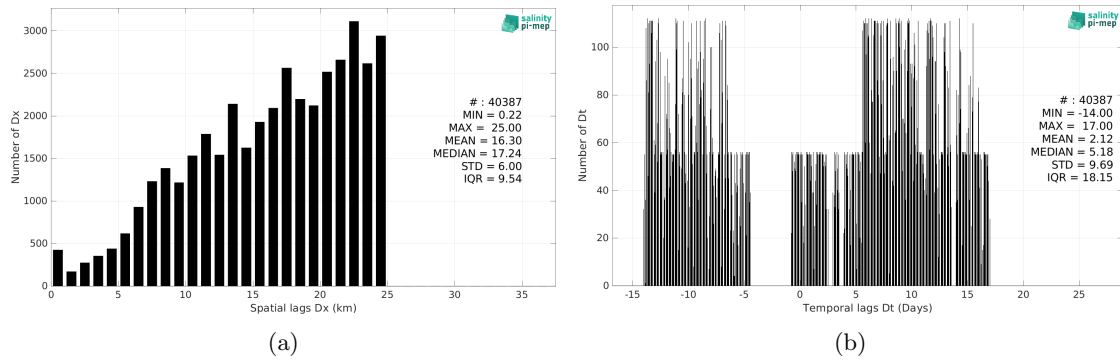 salinity
pi-mep
3000
2500
2000
1500
1000
500
0
Number of Dx
# : 40387
MIN = 0.22
MAX = 25.00
MEAN = 16.30
MEDIAN = 17.24
STD = 6.00
IQR = 9.54
0 5 10 15 20 25 30 35
Spatial lags Dx (km)
(a)
salinity
pi-mep
100
80
60
40
20
0
Number of Dt
# : 40387
MIN = -14.00
MAX = 17.00
MEAN = 2.12
MEDIAN = 5.18
STD = 9.69
IQR = 18.15
-15 -10 -5 0 5 10 15 20 25
Temporal lags Dt (Days)
(b)